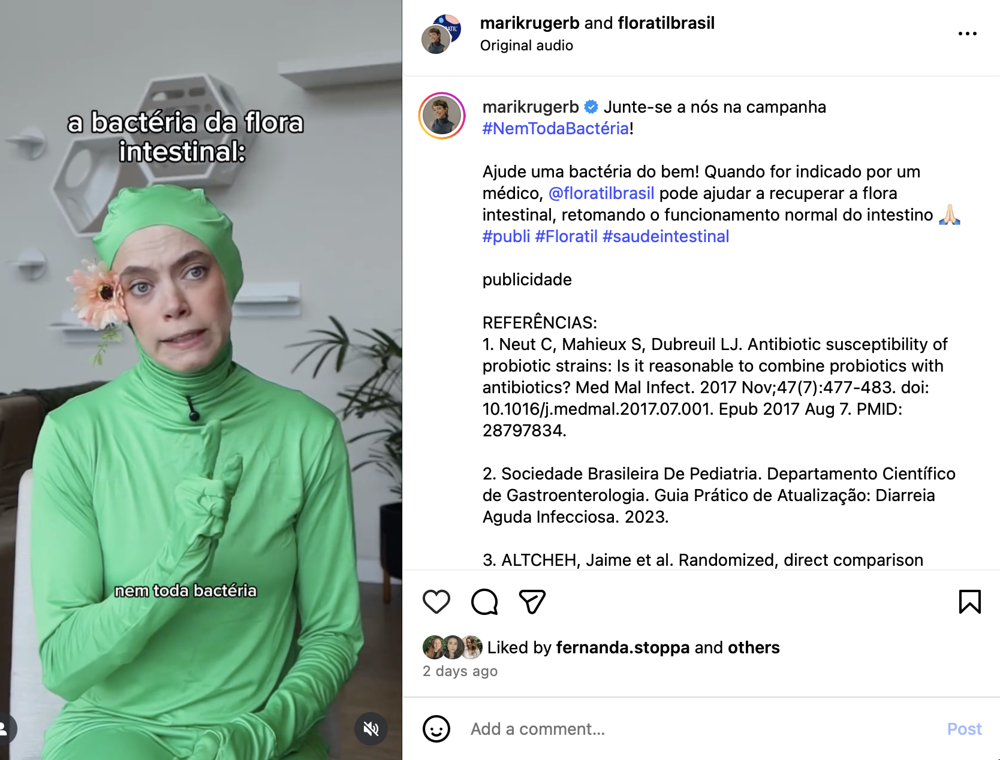 a bactéria da flora
intestinal:
nem toda bactéria
marikrugerb and floratilbrasil
Original audio
marikrugerb Junte-se a nós na campanha
#NemTodaBactéria!
Ajude uma bactéria do bem! Quando for indicado por um
médico, @floratilbrasil pode ajudar a recuperar a flora
intestinal, retomando o funcionamento normal do intestino 🙏🏻
#publi #Floratil #saudeintestinal
publicidade
REFERÊNCIAS:
1. Neut C, Mahieux S, Dubreuil LJ. Antibiotic susceptibility of
probiotic strains: Is it reasonable to combine probiotics with
antibiotics? Med Mal Infect. 2017 Nov;47(7):477-483. doi:
10.1016/j.medmal.2017.07.001. Epub 2017 Aug 7. PMID:
28797834.
2. Sociedade Brasileira De Pediatria. Departamento Científico
de Gastroenterologia. Guia Prático de Atualização: Diarreia
Aguda Infecciosa. 2023.
3. ALTCHEH, Jaime et al. Randomized, direct comparison
Liked by fernanda.stoppa and others
2 days ago
Add a comment...
Post